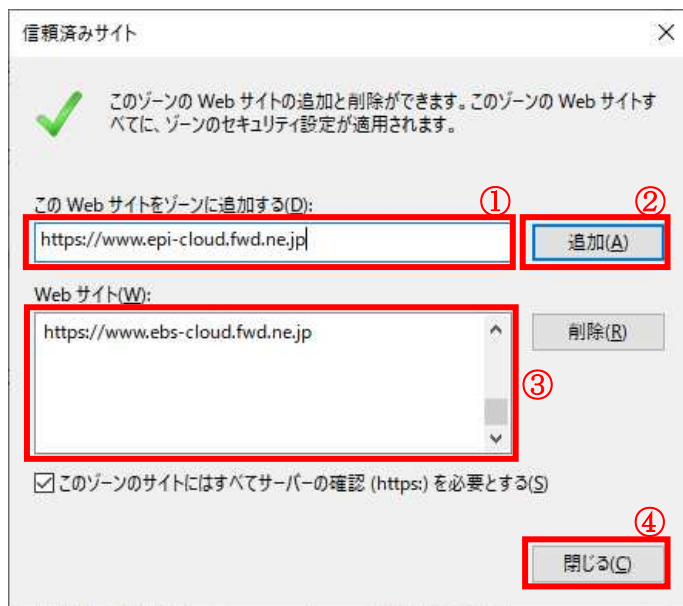 信頼済みサイト
このゾーンの Web サイトの追加と削除ができます。このゾーンの Web サイトす
べてに、ゾーンのセキュリティ設定が適用されます。
この Web サイトをゾーンに追加する(D):
①
②
https://www.epi-cloud.fwd.ne.jp
追加(A)
Web サイト(W):
https://www.ebs-cloud.fwd.ne.jp
削除(R)
③
このゾーンのサイトにはすべてサーバーの確認 (https:) を必要とする(S)
④
閉じる(C)